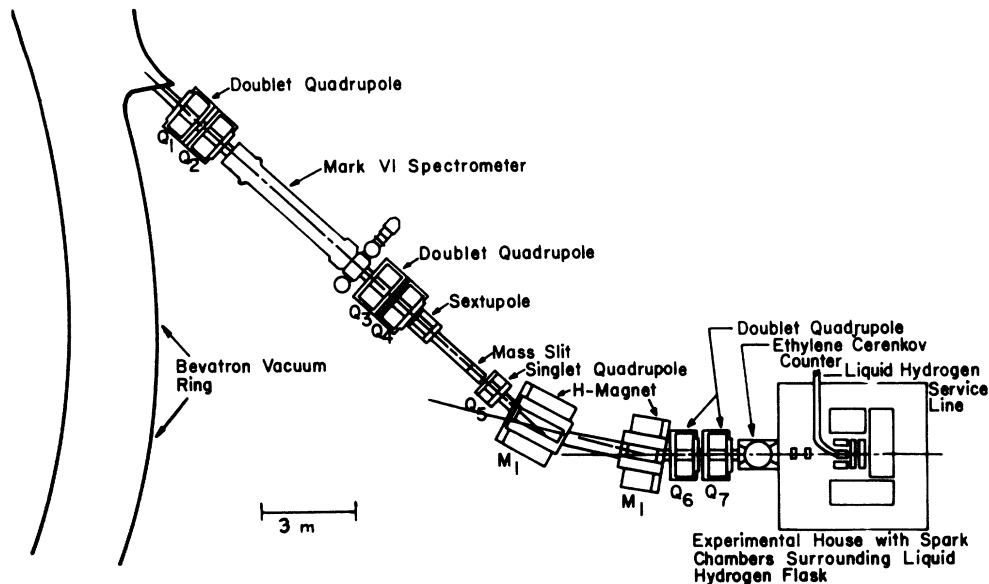 Doublet Quadrupole
Q1
Q2
Mark VI Spectrometer
Doublet Quadrupole
Q3
Q4
Sextupole
Mass Slit
Singlet Quadrupole
Q5
H-Magnet
Doublet Quadrupole
Ethylene Cerenkov
Counter
Liquid Hydrogen
Service
Line
Bevatron Vacuum
Ring
M1
M1
Q6
Q7
3 m
Experimental House with Spark
Chambers Surrounding Liquid
Hydrogen Flask